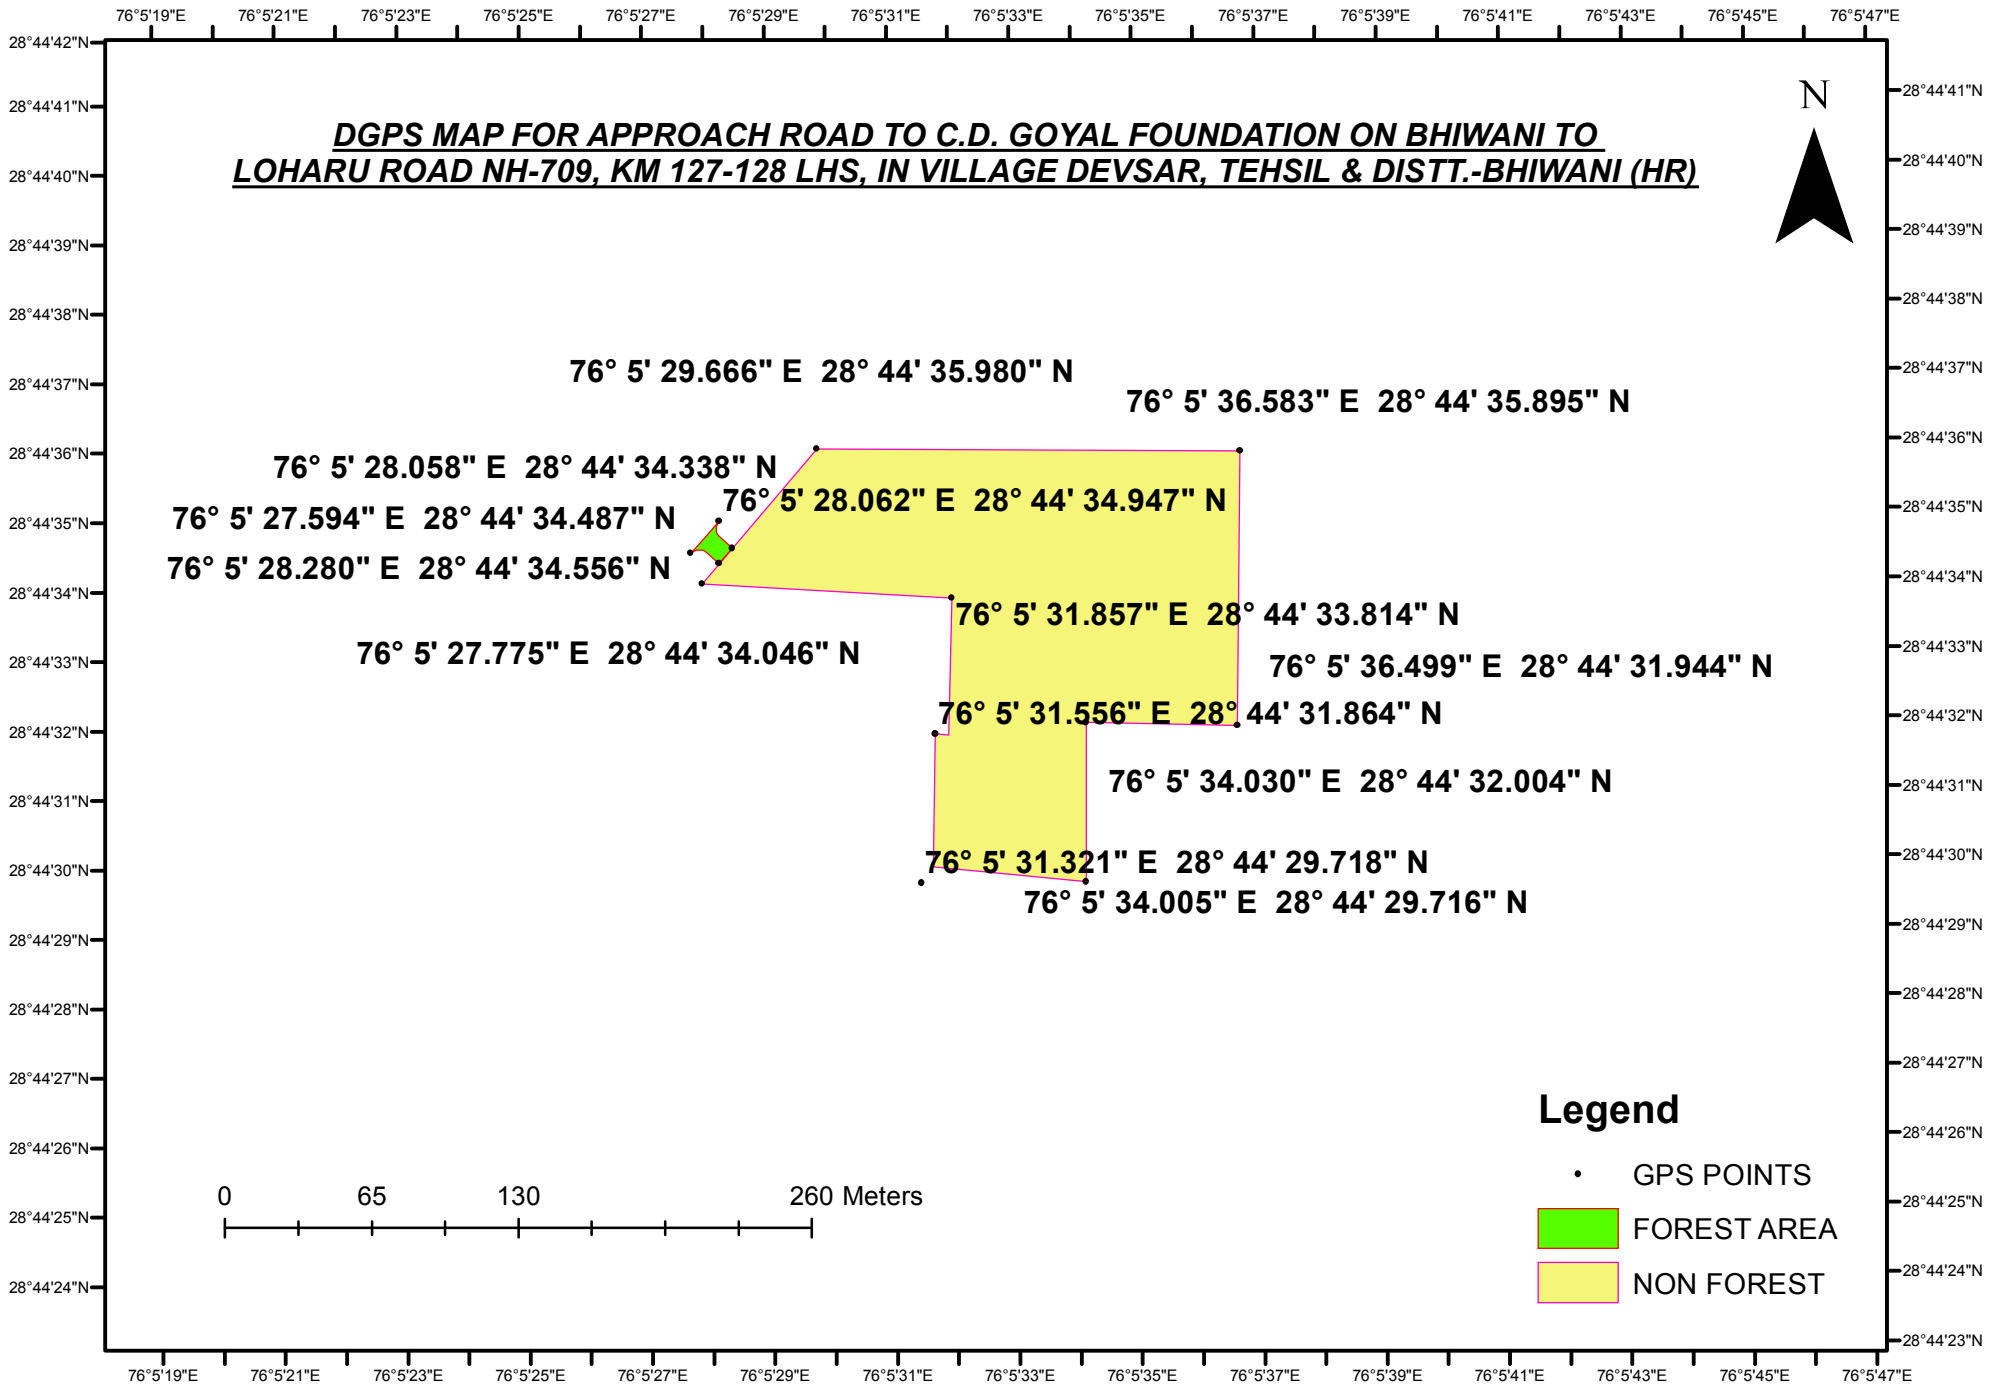 76°5'19"E 76°5'21"E 76°5'23"E 76°5'25"E 76°5'27"E 76°5'29"E 76°5'31"E 76°5'33"E 76°5'35"E 76°5'37"E 76°5'39"E 76°5'41"E 76°5'43"E 76°5'45"E 76°5'47"E
28°44'42"N
28°44'41"N 28°44'41"N
N
DGPS MAP FOR APPROACH ROAD TO C.D. GOYAL FOUNDATION ON BHIWANI TO
LOHARU ROAD NH-709, KM 127-128 LHS, IN VILLAGE DEVSAR, TEHSIL & DISTT.-BHIWANI (HR)
28°44'40"N 28°44'40"N
28°44'39"N 28°44'39"N
28°44'38"N 28°44'38"N
28°44'37"N 28°44'37"N
76° 5' 29.666" E 28° 44' 35.980" N
76° 5' 36.583" E 28° 44' 35.895" N
28°44'36"N 28°44'36"N
76° 5' 28.058" E 28° 44' 34.338" N
76° 5' 28.062" E 28° 44' 34.947" N
28°44'35"N 28°44'35"N
76° 5' 27.594" E 28° 44' 34.487" N
76° 5' 28.280" E 28° 44' 34.556" N
28°44'34"N 28°44'34"N
76° 5' 31.857" E 28° 44' 33.814" N
76° 5' 27.775" E 28° 44' 34.046" N
28°44'33"N 28°44'33"N
76° 5' 36.499" E 28° 44' 31.944" N
76° 5' 31.556" E 28° 44' 31.864" N
28°44'32"N 28°44'32"N
76° 5' 34.030" E 28° 44' 32.004" N
28°44'31"N 28°44'31"N
76° 5' 31.321" E 28° 44' 29.718" N
28°44'30"N 28°44'30"N
76° 5' 34.005" E 28° 44' 29.716" N
28°44'29"N 28°44'29"N
28°44'28"N 28°44'28"N
28°44'27"N 28°44'27"N
Legend
28°44'26"N 28°44'26"N
GPS POINTS
0 65 130 260 Meters
28°44'25"N 28°44'25"N
FOREST AREA
28°44'24"N 28°44'24"N
NON FOREST
28°44'23"N
76°5'19"E 76°5'21"E 76°5'23"E 76°5'25"E 76°5'27"E 76°5'29"E 76°5'31"E 76°5'33"E 76°5'35"E 76°5'37"E 76°5'39"E 76°5'41"E 76°5'43"E 76°5'45"E 76°5'47"E